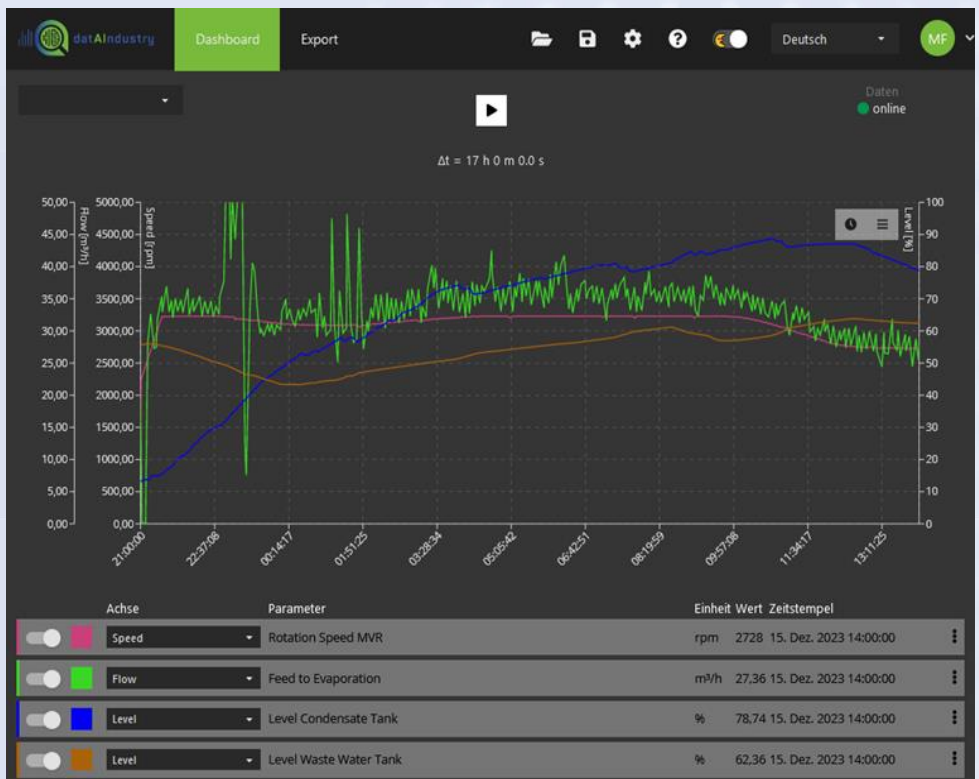 datAIndustry Dashboard Export Deutsch MF
Daten
online
Δt = 17 h 0 m 0.0 s
Flow [m³/h]
50,00
45,00
40,00
35,00
30,00
25,00
20,00
15,00
10,00
5,00
0,00
Speed [rpm]
5000,00
4500,00
4000,00
3500,00
3000,00
2500,00
2000,00
1500,00
1000,00
500,00
0,00
Level [%]
100
90
80
70
60
50
40
30
20
10
0
21:00:00 22:37:08 00:14:17 01:51:25 03:28:34 05:05:42 06:42:51 08:19:59 09:57:08 11:34:17 13:11:25
Achse Parameter Einheit Wert Zeitstempel
Speed Rotation Speed MVR rpm 2728 15. Dez. 2023 14:00:00
Flow Feed to Evaporation m³/h 27,36 15. Dez. 2023 14:00:00
Level Level Condensate Tank % 78,74 15. Dez. 2023 14:00:00
Level Level Waste Water Tank % 62,36 15. Dez. 2023 14:00:00